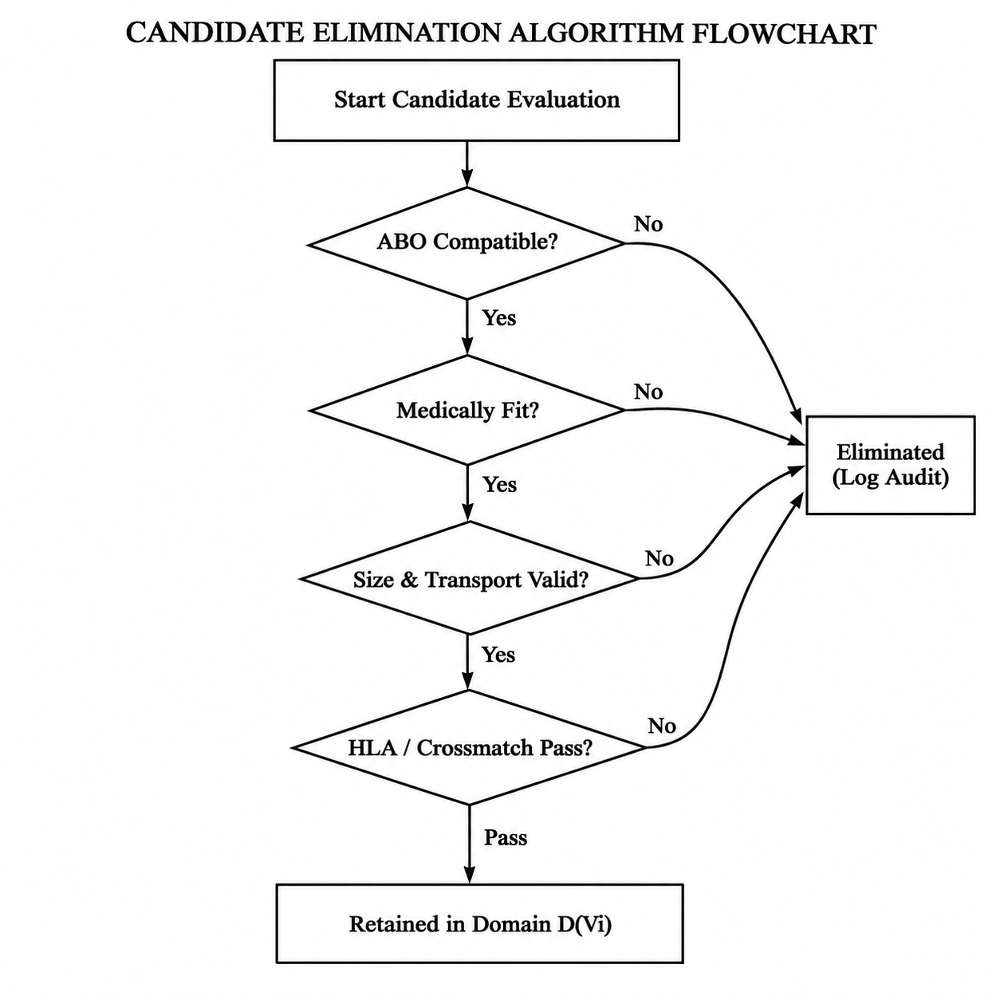 CANDIDATE ELIMINATION ALGORITHM FLOWCHART
Start Candidate Evaluation
ABO Compatible?
No
Yes
Medically Fit?
No
Yes
Eliminated
(Log Audit)
Size & Transport Valid?
No
Yes
HLA / Crossmatch Pass?
No
Pass
Retained in Domain D(Vi)